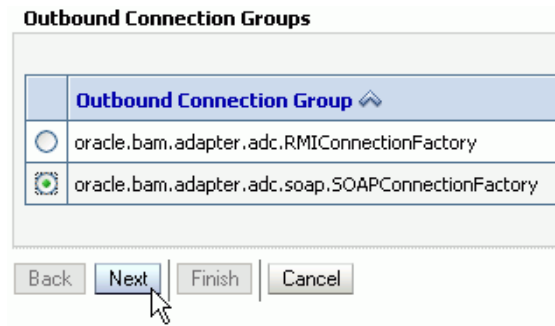 Outbound Connection Groups
Outbound Connection Group
oracle.bam.adapter.adc.RMIConnectionFactory
oracle.bam.adapter.adc.soap.SOAPConnectionFactory
Back Next Finish Cancel